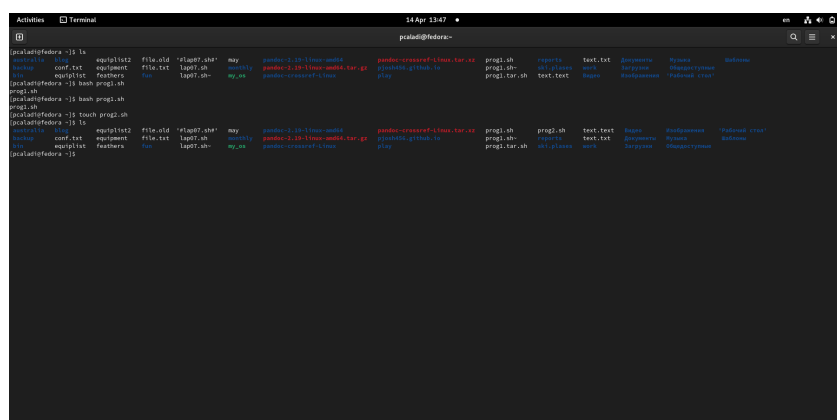 Activities Terminal 14 Apr 13:47 en
pcaladi@fedora:~
[pcaladi@fedora ~]$ ls
australia blog equiplist2 file.old '#lap07.sh#' may pandoc-2.19-linux-amd64 pandoc-crossref-Linux.tar.xz prog1.sh reports text.txt Документы Музыка Шаблоны
backup conf.txt equipment file.txt lap07.sh monthly pandoc-2.19-linux-amd64.tar.gz pjosh456.github.io prog1.sh~ ski.places work Загрузки Общедоступные
bin equiplist feathers fun lap07.sh~ my_os pandoc-crossref-Linux play prog1.tar.sh text.text Видео Изображения 'Рабочий стол'
[pcaladi@fedora ~]$ bash prog1.sh
prog1.sh
[pcaladi@fedora ~]$ bash prog1.sh
prog1.sh
[pcaladi@fedora ~]$ touch prog2.sh
[pcaladi@fedora ~]$ ls
australia blog equiplist2 file.old '#lap07.sh#' may pandoc-2.19-linux-amd64 pandoc-crossref-Linux.tar.xz prog1.sh prog2.sh text.text Видео Изображения 'Рабочий стол'
backup conf.txt equipment file.txt lap07.sh monthly pandoc-2.19-linux-amd64.tar.gz pjosh456.github.io prog1.sh~ reports text.txt Документы Музыка Шаблоны
bin equiplist feathers fun lap07.sh~ my_os pandoc-crossref-Linux play prog1.tar.sh ski.places work Загрузки Общедоступные
[pcaladi@fedora ~]$